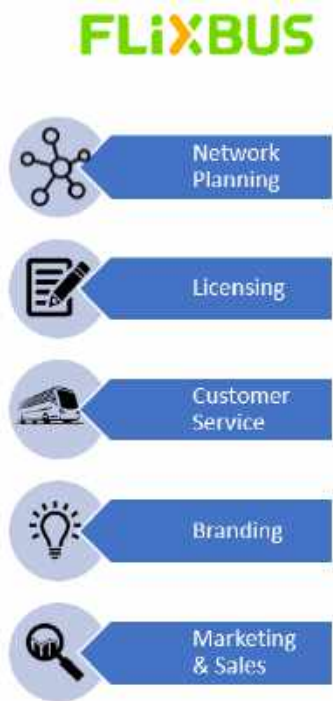 FLiXBUS
Network
Planning
Licensing
Customer
Service
Branding
Marketing
& Sales